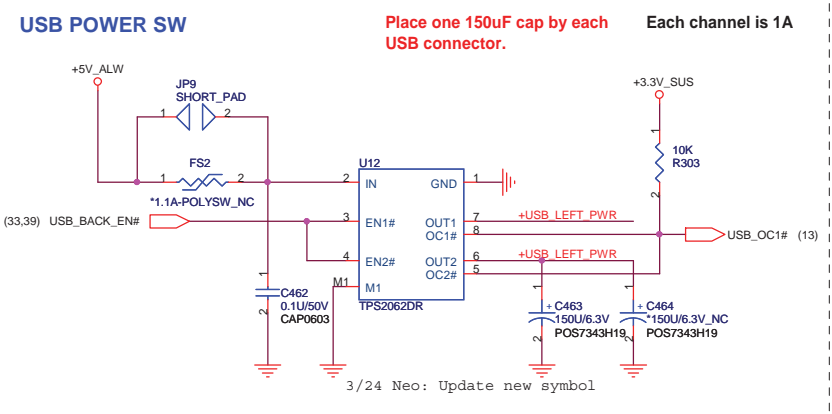 USB POWER SW
Place one 150uF cap by each
USB connector.
Each channel is 1A
+5V_ALW
JP9
SHORT_PAD
1
2
+3.3V_SUS
1
10K
R303
2
FS2
1
2
*1.1A-POLYSW_NC
U12
2
IN
GND
1
(33,39)
USB_BACK_EN#
3
EN1#
OUT1
7
+USB_LEFT_PWR
OC1#
8
USB_OC1#
(13)
4
EN2#
OUT2
6
+USB_LEFT_PWR
OC2#
5
M1
M1
TPS2062DR
1
C462
0.1U/50V
CAP0603
2
1
+
C463
150U/6.3V
POS7343H19
2
1
+
C464
*150U/6.3V_NC
POS7343H19
2
3/24 Neo: Update new symbol